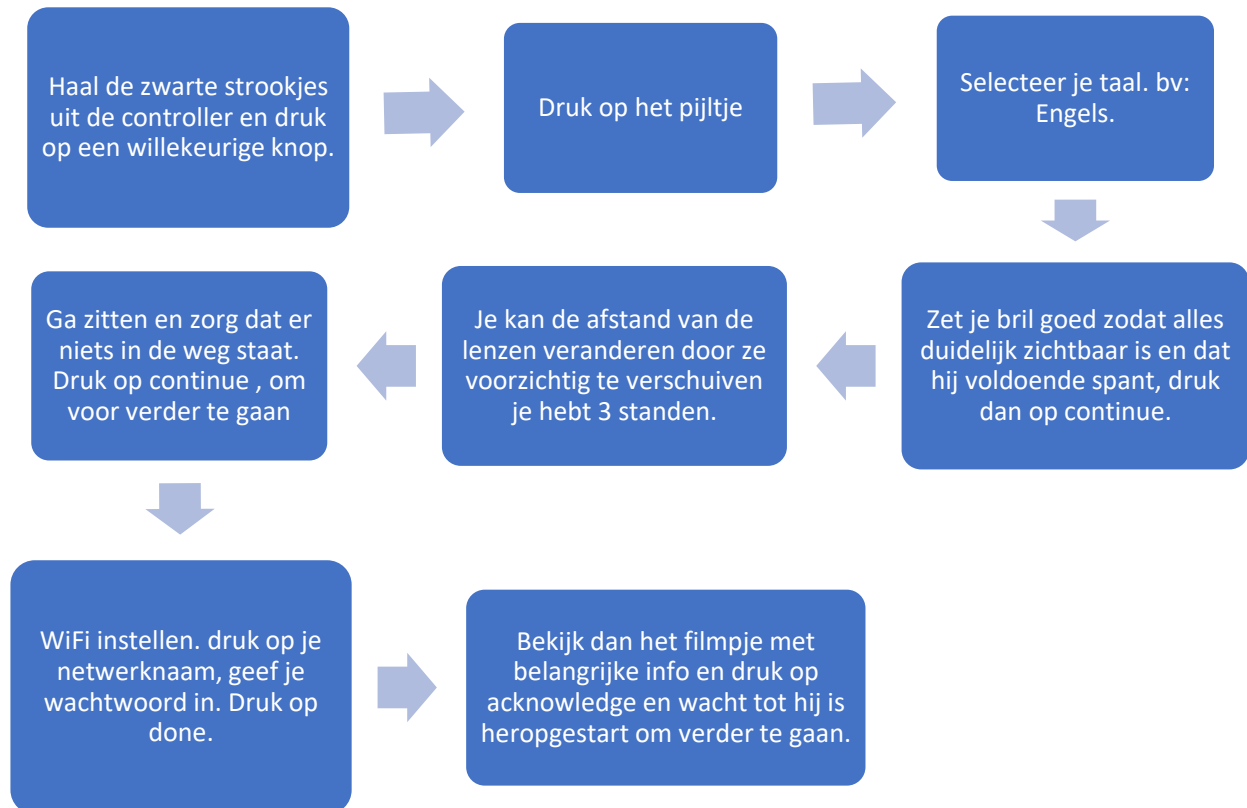 Haal de zwarte strookjes
uit de controller en druk
op een willekeurige knop.
Druk op het pijltje
Selecteer je taal. bv:
Engels.
Zet je bril goed zodat alles
duidelijk zichtbaar is en dat
hij voldoende spant, druk
dan op continue.
Je kan de afstand van de
lenzen veranderen door ze
voorzichtig te verschuiven
je hebt 3 standen.
Ga zitten en zorg dat er
niets in de weg staat.
Druk op continue , om
voor verder te gaan
WiFi instellen. druk op je
netwerknaam, geef je
wachtwoord in. Druk op
done.
Bekijk dan het filmpje met
belangrijke info en druk op
acknowledge en wacht tot hij is
heropgestart om verder te gaan.